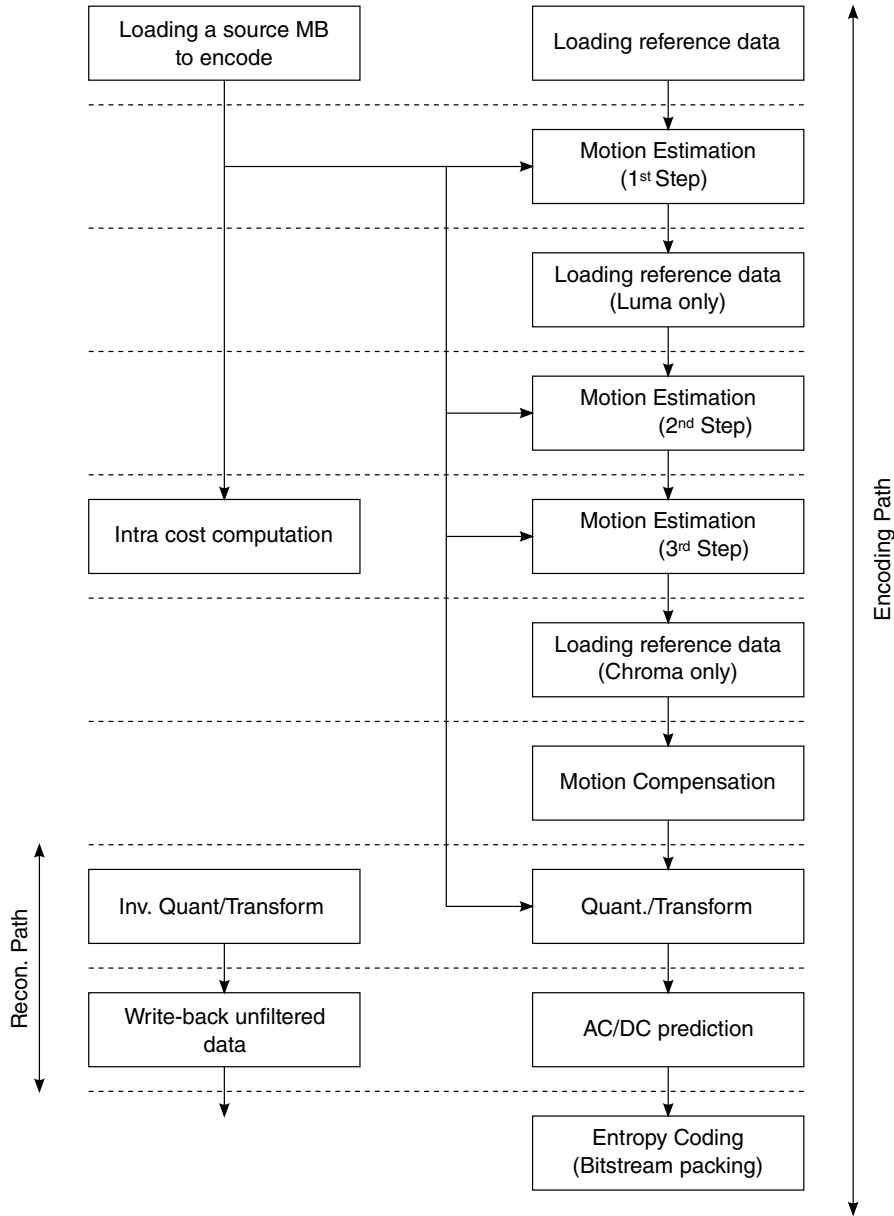 Loading a source MB
to encode
Loading reference data
Motion Estimation
(1st Step)
Loading reference data
(Luma only)
Motion Estimation
(2nd Step)
Intra cost computation
Motion Estimation
(3rd Step)
Loading reference data
(Chroma only)
Motion Compensation
Inv. Quant/Transform
Quant./Transform
Write-back unfiltered
data
AC/DC prediction
Entropy Coding
(Bitstream packing)
Recon. Path
Encoding Path